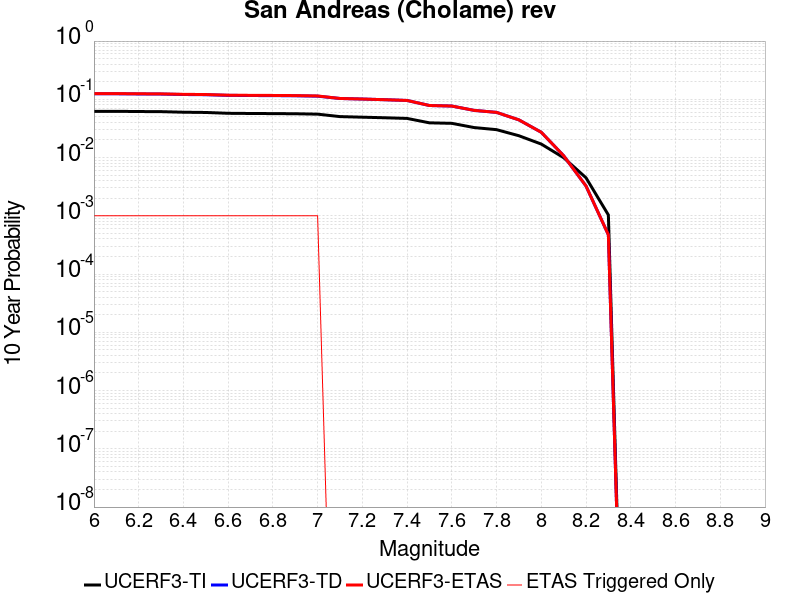 San Andreas (Cholame) rev
10^0
10^-1
10^-2
10^-3
10^-4
10^-5
10^-6
10^-7
10^-8
10 Year Probability
6 6.2 6.4 6.6 6.8 7 7.2 7.4 7.6 7.8 8 8.2 8.4 8.6 8.8 9
Magnitude
UCERF3-TI UCERF3-TD UCERF3-ETAS ETAS Triggered Only